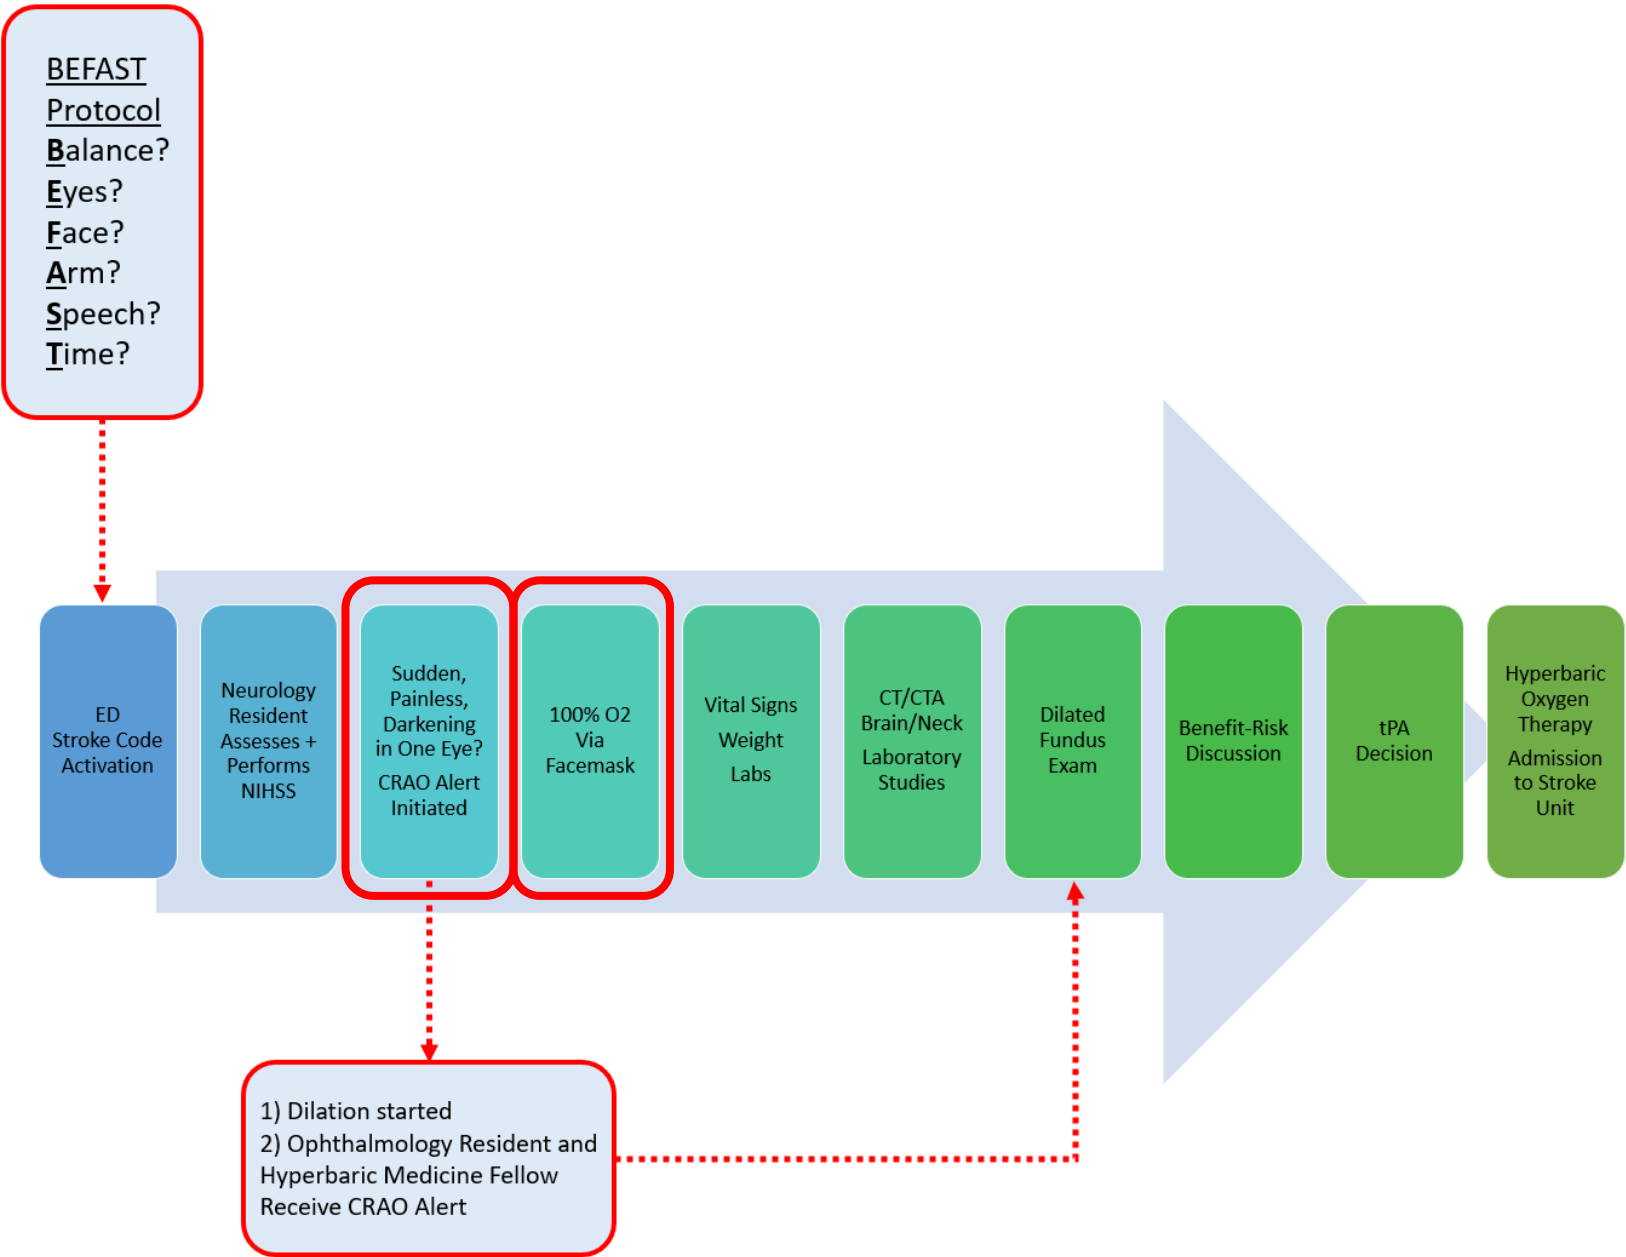 BEFAST
Protocol
Balance?
Eyes?
Face?
Arm?
Speech?
Time?
ED
Stroke Code
Activation
Neurology
Resident
Assesses +
Performs
NIHSS
Sudden,
Painless,
Darkening
in One Eye?
CRAO Alert
Initiated
100% O2
Via
Facemask
Vital Signs
Weight
Labs
CT/CTA
Brain/Neck
Laboratory
Studies
Dilated
Fundus
Exam
Benefit-Risk
Discussion
tPA
Decision
Hyperbaric
Oxygen
Therapy
Admission
to Stroke
Unit
1) Dilation started
2) Ophthalmology Resident and
Hyperbaric Medicine Fellow
Receive CRAO Alert